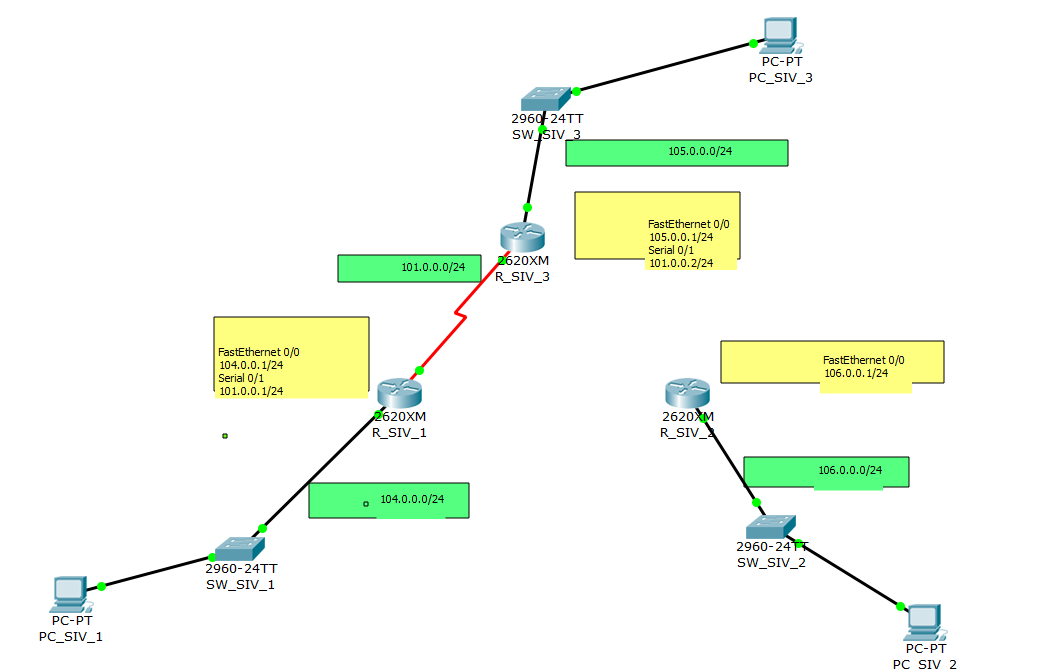 PC-PT
PC_SIV_3
2960-24TT
SW_SIV_3
105.0.0.0/24
FastEthernet 0/0
105.0.0.1/24
Serial 0/1
101.0.0.2/24
2620XM
R_SIV_3
101.0.0.0/24
FastEthernet 0/0
104.0.0.1/24
Serial 0/1
101.0.0.1/24
FastEthernet 0/0
106.0.0.1/24
2620XM
R_SIV_1
2620XM
R_SIV_2
106.0.0.0/24
104.0.0.0/24
2960-24TT
SW_SIV_2
2960-24TT
SW_SIV_1
PC-PT
PC_SIV_1
PC-PT
PC_SIV_2